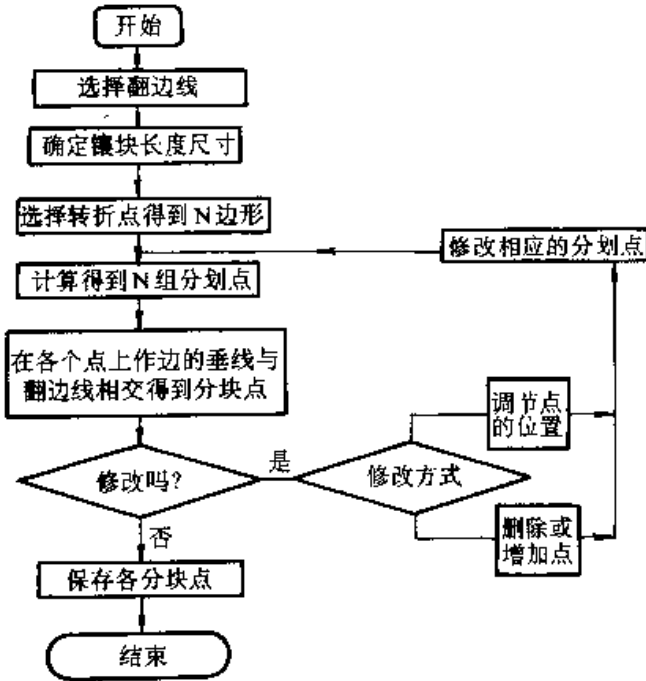 开始
选择翻边线
确定镶块长度尺寸
选择转折点得到N边形
修改相应的分划点
计算得到N组分划点
在各个点上作边的垂线与
翻边线相交得到分块点
调节点
的位置
修改吗?
是
修改方式
否
删除或
增加点
保存各分块点
结束